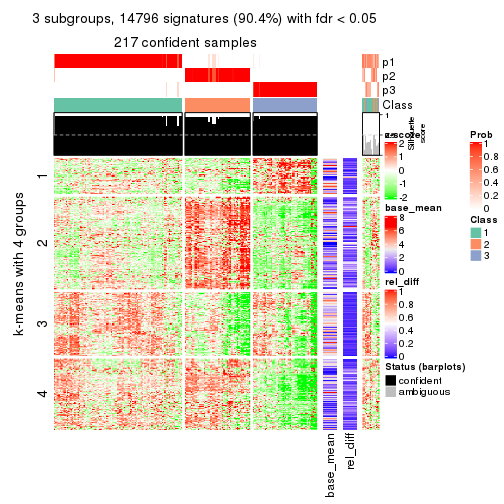 3 subgroups, 14796 signatures (90.4%) with fdr < 0.05
217 confident samples
p1
p2
p3
Class
1
Silhouette
score
k-means with 4 groups
1
2
3
4
base_mean
rel_diff
z-score
2
1
0
-1
-2
base_mean
8
6
4
2
0
rel_diff
1
0.8
0.6
0.4
0.2
0
Status (barplots)
confident
ambiguous
Prob
1
0.8
0.6
0.4
0.2
0
Class
1
2
3